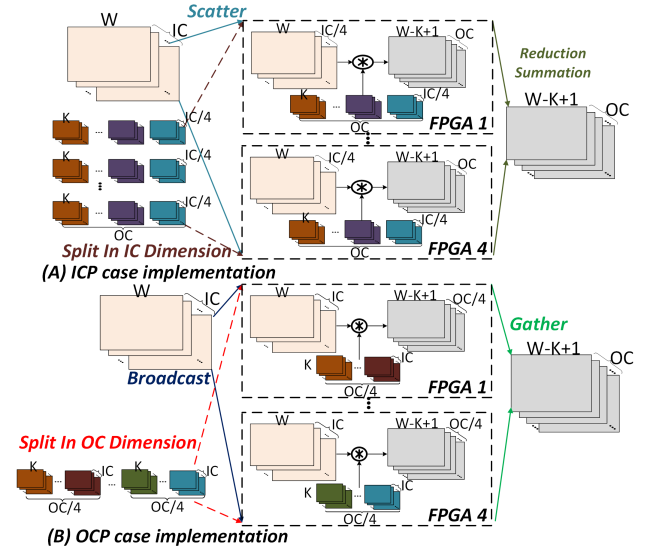 W
IC
Scatter
K
...
IC/4
K
...
IC/4
K
...
IC/4
OC
Split In IC Dimension
(A) ICP case implementation
W
IC/4
W-K+1
OC
K
...
IC/4
OC
FPGA 1
W
IC/4
W-K+1
OC
K
...
IC/4
OC
FPGA 4
Reduction
Summation
W-K+1
OC
W
IC
Broadcast
Split In OC Dimension
K
...
IC
K
...
IC
OC/4
OC/4
(B) OCP case implementation
W
IC
W-K+1
OC/4
K
...
IC
OC/4
FPGA 1
W
IC
W-K+1
OC/4
K
...
IC
OC/4
FPGA 4
Gather
W-K+1
OC